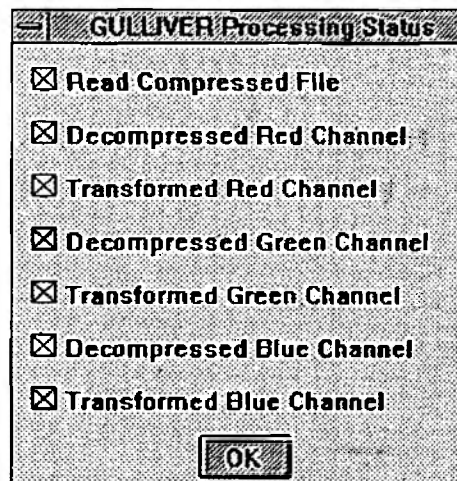 GULLIVER Processing Status
Read Compressed File
Decompressed Red Channel
Transformed Red Channel
Decompressed Green Channel
Transformed Green Channel
Decompressed Blue Channel
Transformed Blue Channel
OK